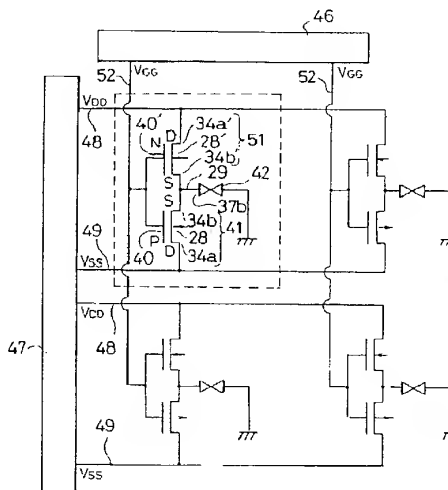 46
52 VGG 52 VGG
VDD
48
40' D 34a' 51
N 28'
34b'
S 29 42
S 37b
34b 41
P 28
40 D 34a
49
VSS
VDD
48
47
49
VSS